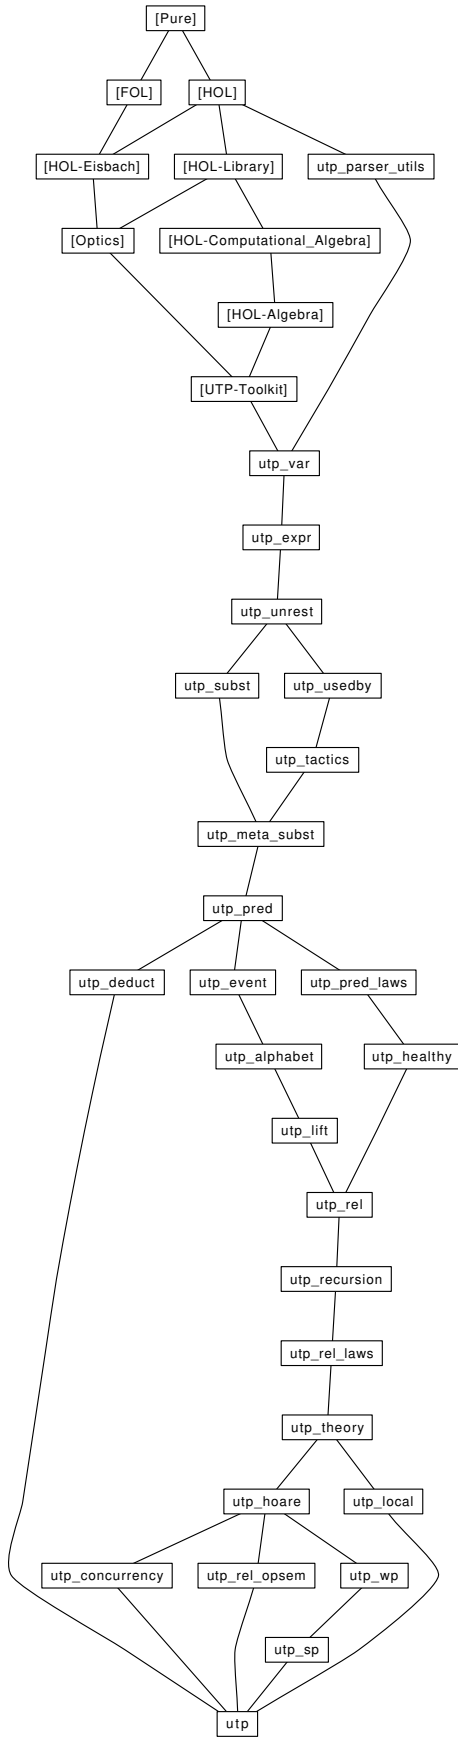 [Pure]
[FOL]
[HOL]
[HOL-Eisbach]
[HOL-Library]
utp_parser_utils
[Optics]
[HOL-Computational_Algebra]
[HOL-Algebra]
[UTP-Toolkit]
utp_var
utp_expr
utp_unrest
utp_subst
utp_usedby
utp_tactics
utp_meta_subst
utp_pred
utp_deduct
utp_event
utp_pred_laws
utp_alphabet
utp_healthy
utp_lift
utp_rel
utp_recursion
utp_rel_laws
utp_theory
utp_hoare
utp_local
utp_concurrency
utp_rel_opsem
utp_wp
utp_sp
utp